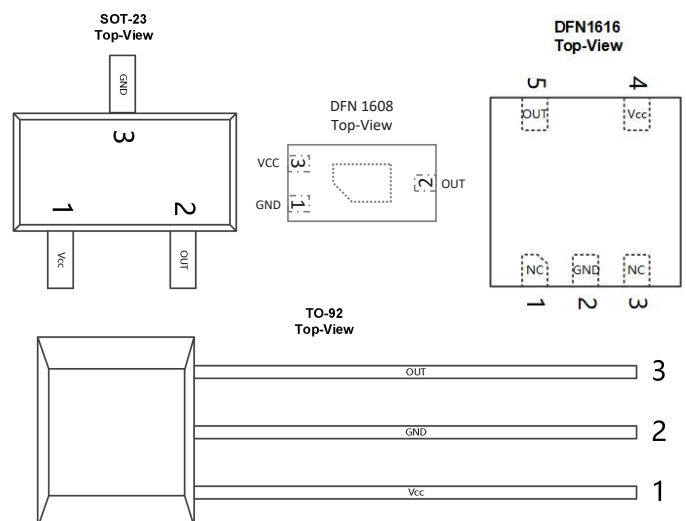 SOT-23
Top-View
GND
3
1
2
Vcc
OUT
DFN 1608
Top-View
VCC
3
GND
1
2
OUT
DFN1616
Top-View
5
4
OUT
Vcc
NC
GND
NC
1
2
3
TO-92
Top-View
OUT
3
GND
2
Vcc
1